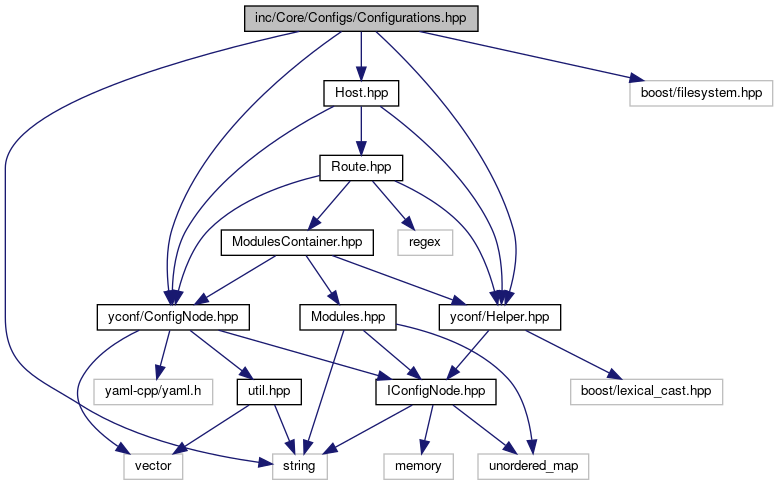 inc/Core/Configs/Configurations.hpp
Host.hpp
boost/filesystem.hpp
Route.hpp
ModulesContainer.hpp
regex
yconf/ConfigNode.hpp
Modules.hpp
yconf/Helper.hpp
yaml-cpp/yaml.h
util.hpp
IConfigNode.hpp
boost/lexical_cast.hpp
vector
string
memory
unordered_map